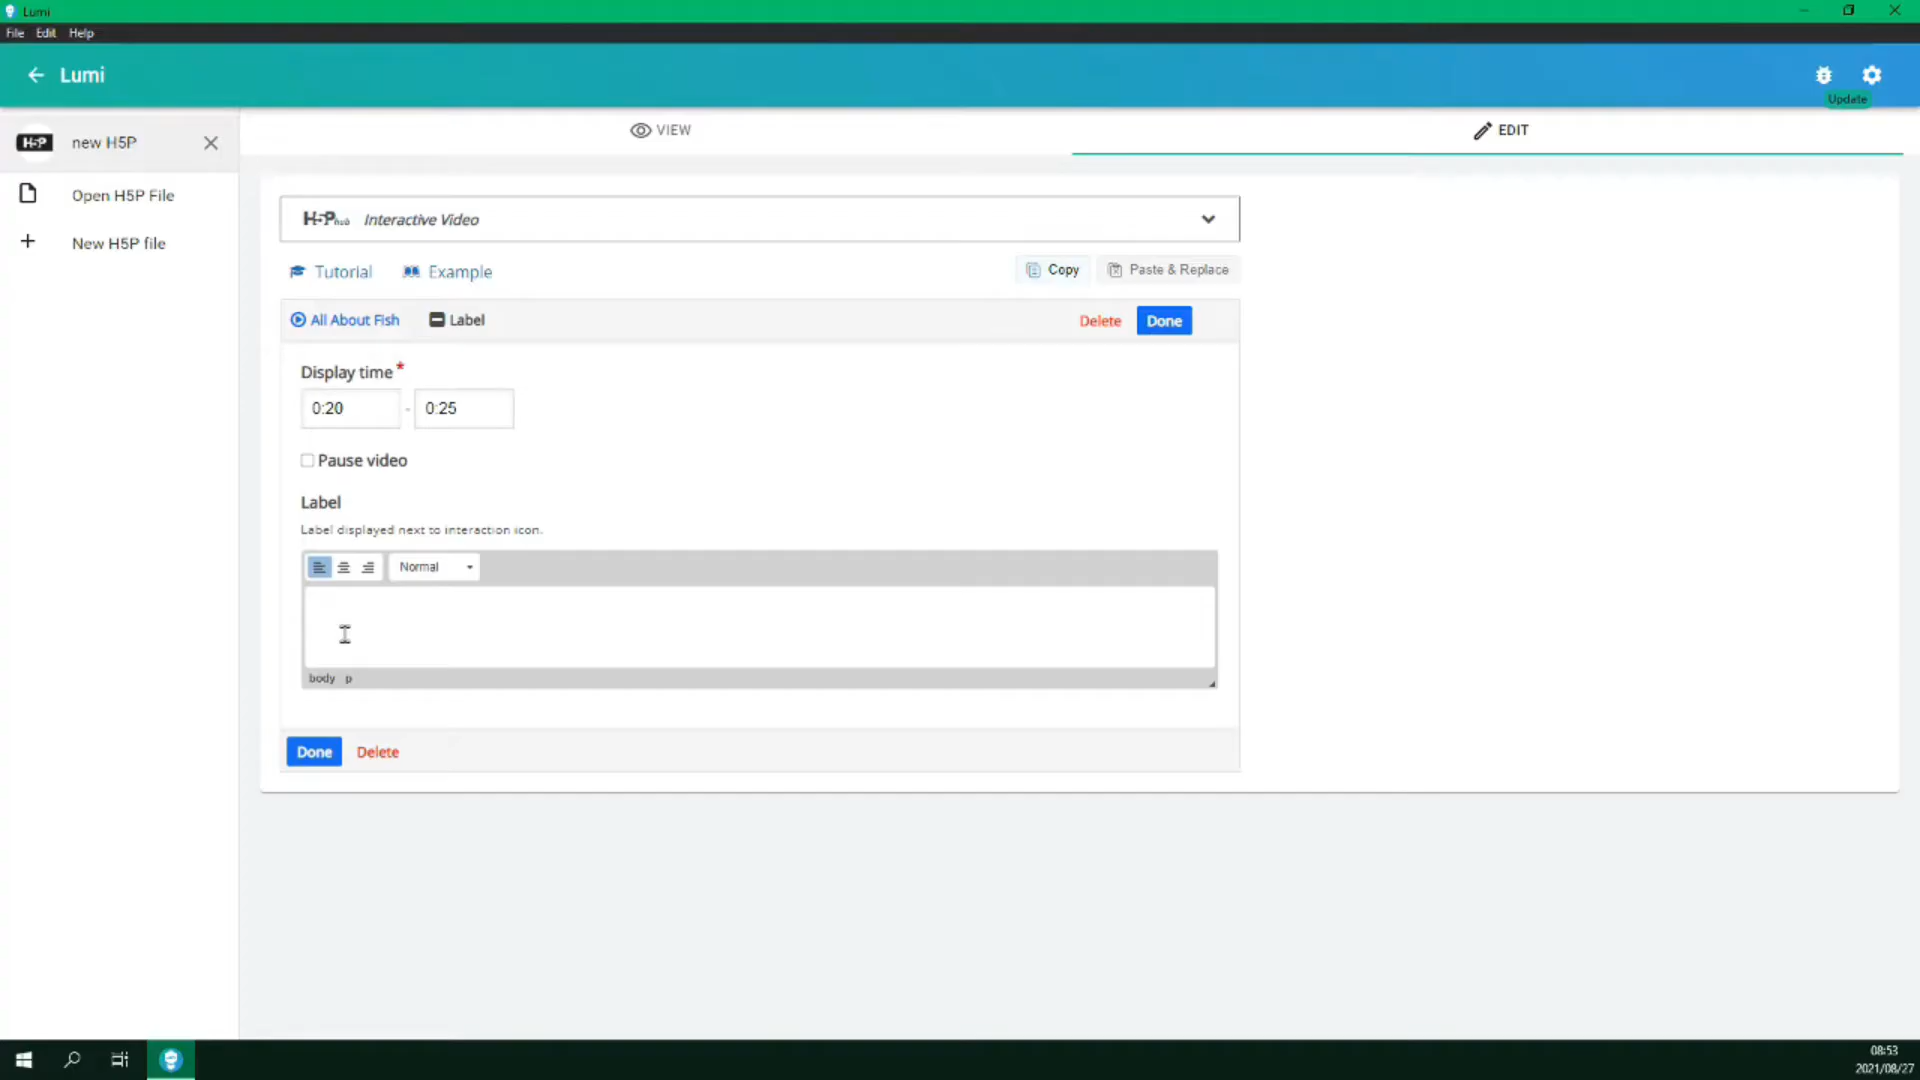 Lumi
File Edit Help
Lumi
Update
H5P new H5P
VIEW
EDIT
Open H5P File
New H5P file
H5P hub Interactive Video
Tutorial Example Copy Paste & Replace
All About Fish Label Delete Done
Display time *
0:20 - 0:25
Pause video
Label
Label displayed next to interaction icon.
Normal
body p
Done Delete
08:53
2021/08/27